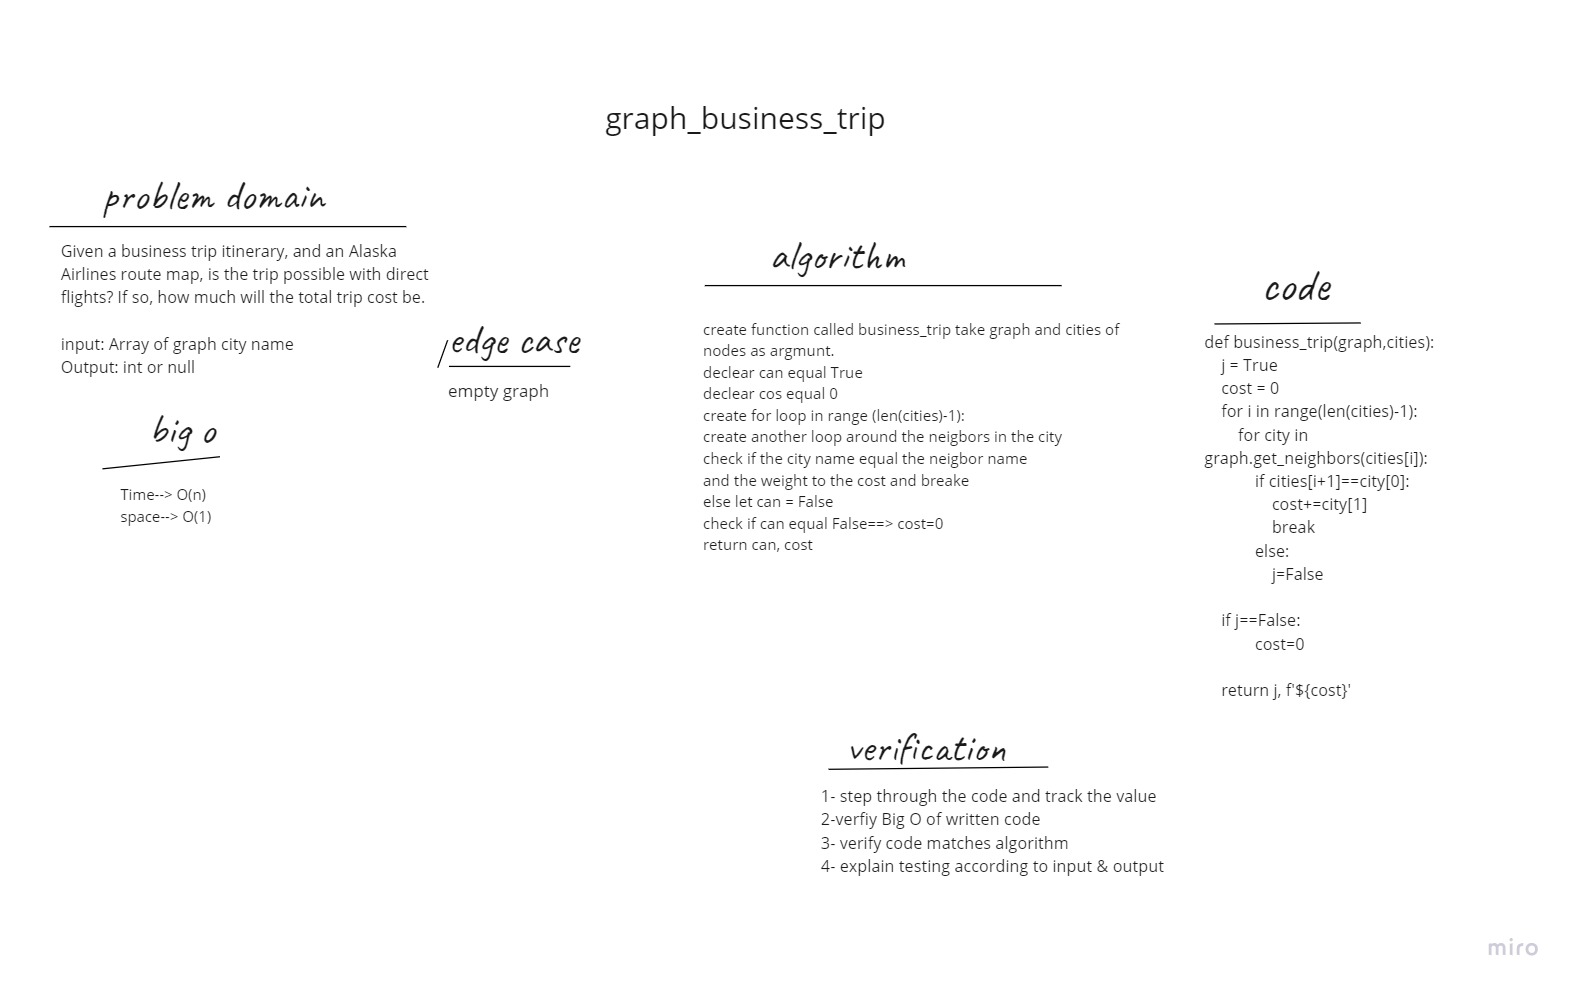 graph_business_trip
problem domain
Given a business trip itinerary, and an Alaska
Airlines route map, is the trip possible with direct
flights? If so, how much will the total trip cost be.
input: Array of graph city name
Output: int or null
big o
Time--> O(n)
space--> O(1)
edge case
empty graph
algorithm
create function called business_trip take graph and cities of
nodes as argmunt.
declear can equal True
declear cos equal 0
create for loop in range (len(cities)-1):
create another loop around the neigbors in the city
check if the city name equal the neigbor name
and the weight to the cost and breake
else let can = False
check if can equal False==> cost=0
return can, cost
code
def business_trip(graph,cities):
j = True
cost = 0
for i in range(len(cities)-1):
for city in
graph.get_neighbors(cities[i]):
if cities[i+1]==city[0]:
cost+=city[1]
break
else:
j=False
if j==False:
cost=0
return j, f'${cost}'
verification
1- step through the code and track the value
2-verfiy Big O of written code
3- verify code matches algorithm
4- explain testing according to input & output
miro